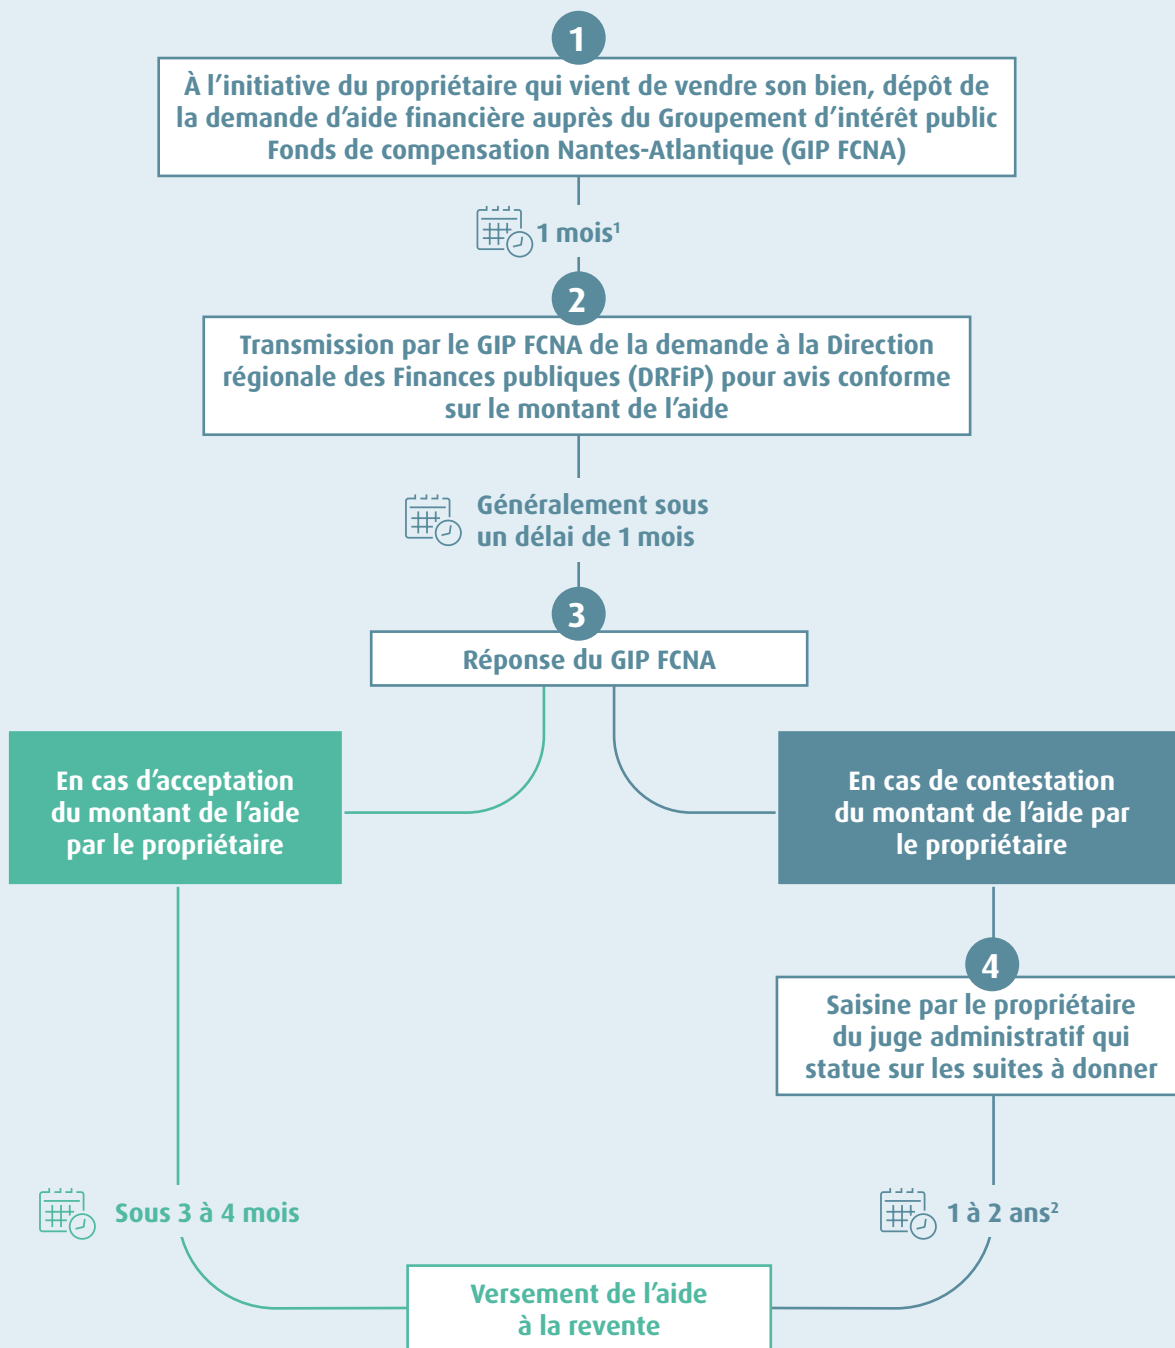 1
À l’initiative du propriétaire qui vient de vendre son bien, dépôt de
la demande d’aide financière auprès du Groupement d’intérêt public
Fonds de compensation Nantes-Atlantique (GIP FCNA)
1 mois¹
2
Transmission par le GIP FCNA de la demande à la Direction
régionale des Finances publiques (DRFiP) pour avis conforme
sur le montant de l’aide
Généralement sous
un délai de 1 mois
3
Réponse du GIP FCNA
En cas d’acceptation
du montant de l’aide
par le propriétaire
En cas de contestation
du montant de l’aide par
le propriétaire
4
Saisine par le propriétaire
du juge administratif qui
statue sur les suites à donner
Sous 3 à 4 mois
1 à 2 ans²
Versement de l’aide
à la revente